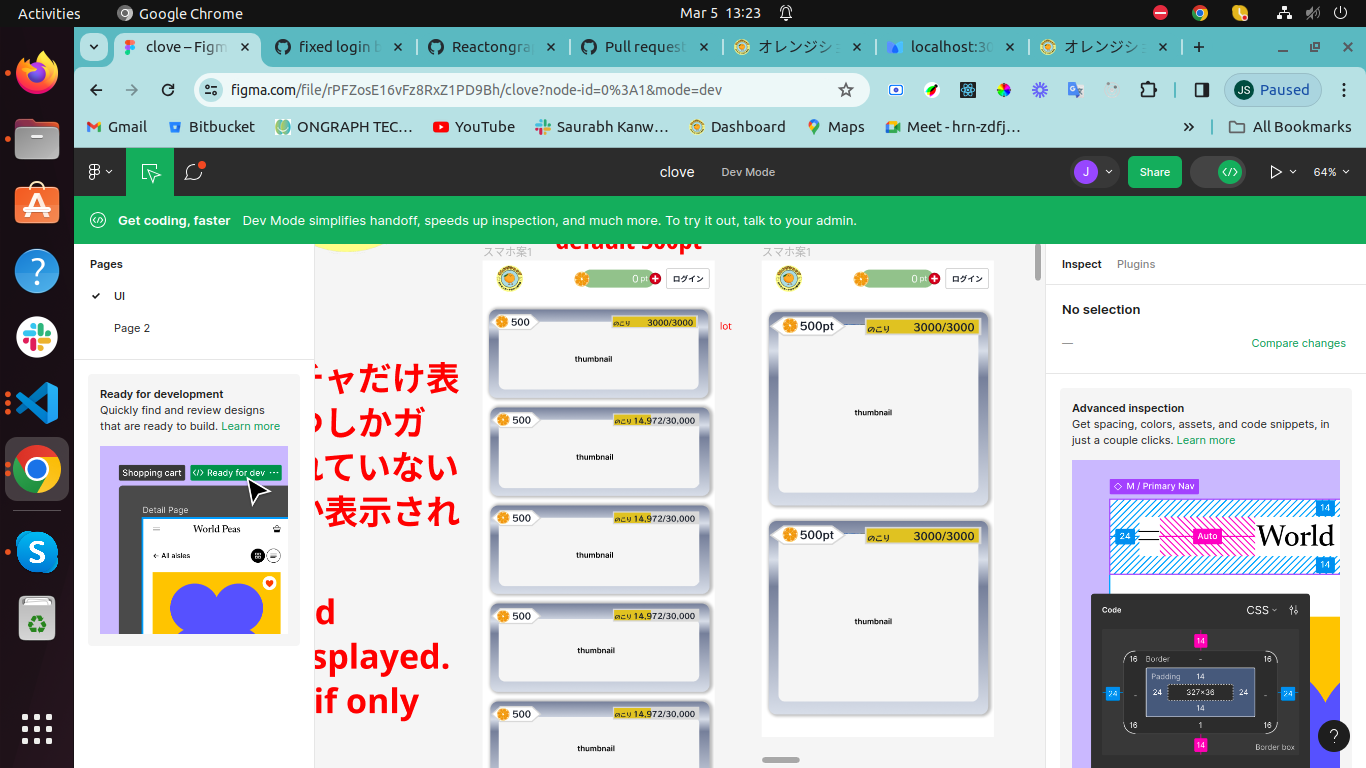 Activities
Google Chrome
Mar 5 13:23
clove – Figm
fixed login b
Reactongra
Pull request
オレンジショ
localhost:30
オレンジショ
figma.com/file/rPFZosE16vFz8RxZ1PD9Bh/clove?node-id=0%3A1&mode=dev
JS
Paused
Gmail
Bitbucket
ONGRAPH TEC...
YouTube
Saurabh Kanw...
Dashboard
Maps
Meet - hrn-zdfj...
All Bookmarks
clove
Dev Mode
J
Share
64%
Get coding, faster
Dev Mode simplifies handoff, speeds up inspection, and much more. To try it out, talk to your admin.
Pages
UI
Page 2
Ready for development
Quickly find and review designs
that are ready to build. Learn more
Shopping cart
Ready for dev
Detail Page
World Peas
← All aisles
default 500pt
チャだけ表
つしかガ
れていない
か表示され
d
splayed.
if only
スマホ案1
0 pt
ログイン
500
のこり 3000/3000
thumbnail
lot
500
のこり 14,972/30,000
thumbnail
500
のこり 14,972/30,000
thumbnail
500
のこり 14,972/30,000
thumbnail
500
のこり 14,972/30,000
thumbnail
スマホ案1
0 pt
ログイン
500pt
のこり 3000/3000
thumbnail
500pt
のこり 3000/3000
thumbnail
Inspect
Plugins
No selection
—
Compare changes
Advanced inspection
Get spacing, colors, assets, and code snippets, in
just a couple clicks. Learn more
M / Primary Nav
14
24
Auto
World
14
Code
CSS
14
16
Border
-
16
Padding
14
24
-
24
327×36
24
-
24
14
16
1
16
14
Border box
?